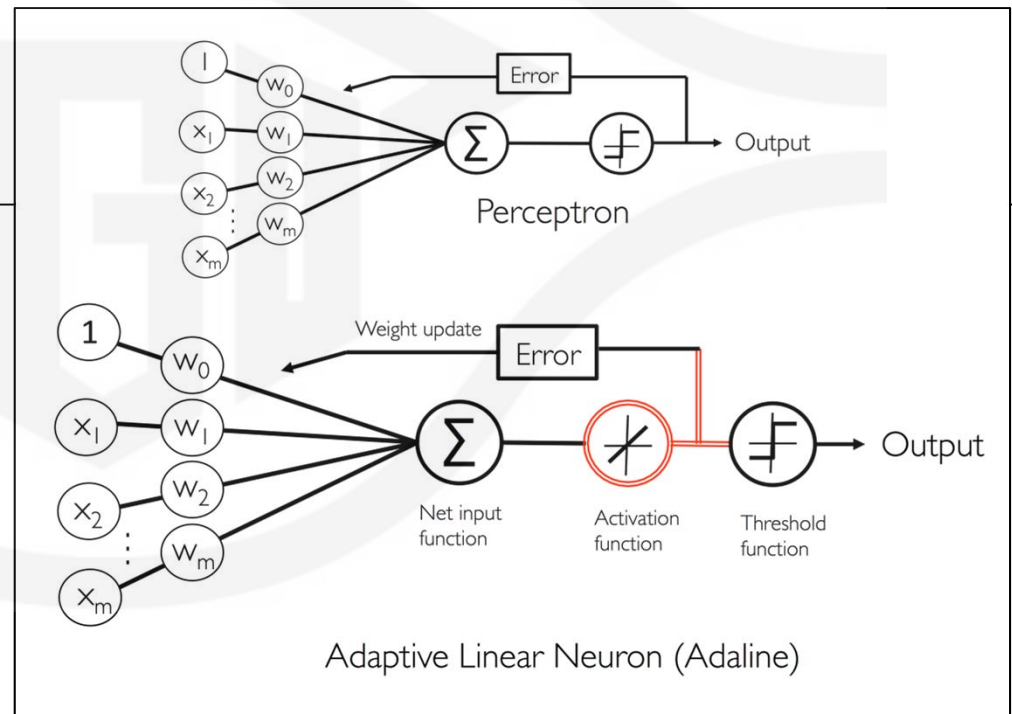 1
w0
Error
x1
w1
Σ
Output
x2
w2
Perceptron
wm
xm
1
Weight update
Error
w0
x1
w1
Σ
Output
x2
w2
Net input
function
Activation
function
Threshold
function
wm
xm
Adaptive Linear Neuron (Adaline)